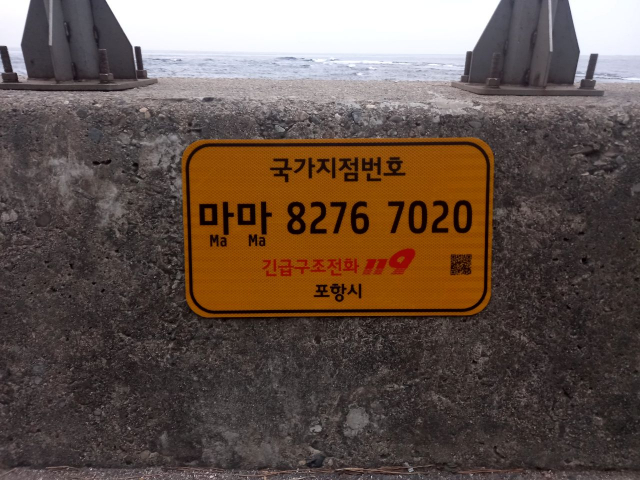 국가지점번호
마마 8276 7020
Ma Ma
긴급구조전화 119
포항시